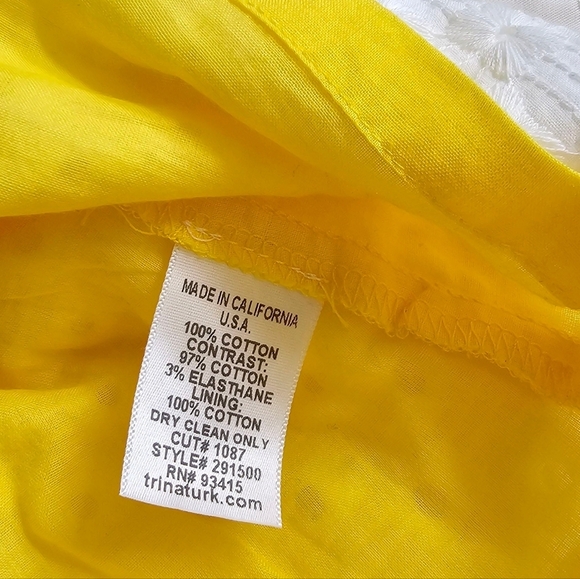 MADE IN CALIFORNIA
U.S.A.
100% COTTON
CONTRAST:
97% COTTON
3% ELASTHANE
LINING:
100% COTTON
DRY CLEAN ONLY
CUT# 1087
STYLE# 291500
RN# 93415
trinaturk.com